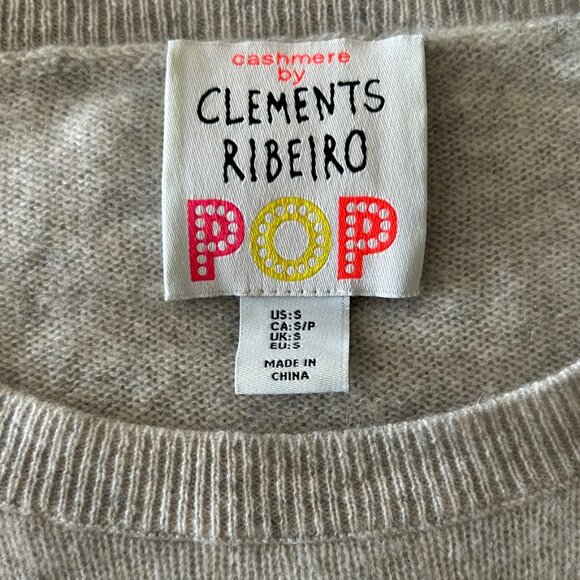 cashmere
by
CLEMENTS
RIBEIRO
POP
US:S
CA:S/P
UK:S
EU:S
MADE IN
CHINA